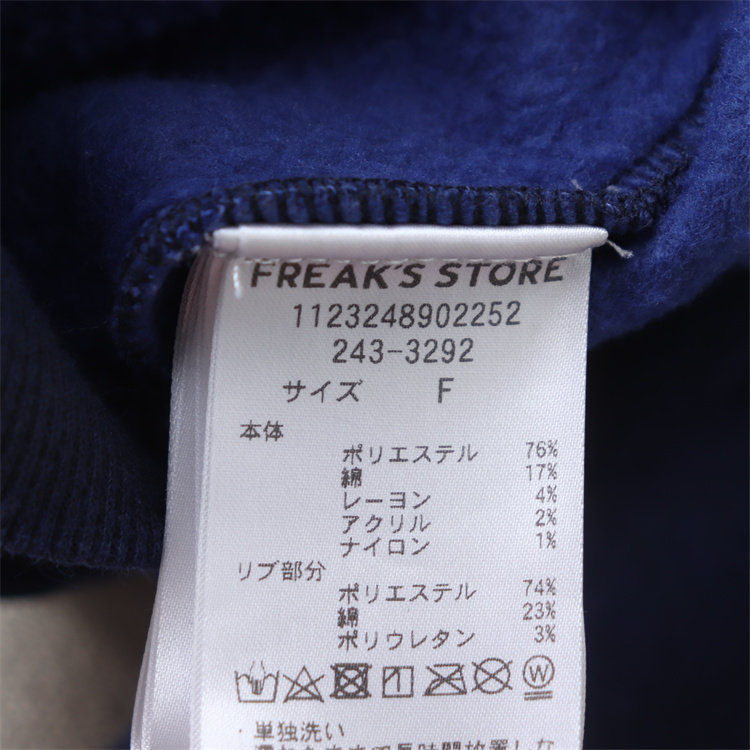 FREAK'S STORE
1123248902252
243-3292
サイズ F
本体
ポリエステル 76%
綿 17%
レーヨン 4%
アクリル 2%
ナイロン 1%
リブ部分
ポリエステル 74%
綿 23%
ポリウレタン 3%
W
・単独洗い